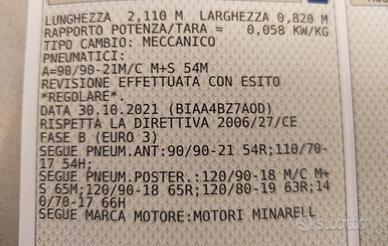 LUNGHEZZA  2,110 M.  LARGHEZZA 0,820 M
RAPPORTO POTENZA/TARA =  0,058 KW/KG
TIPO CAMBIO: MECCANICO
PNEUMATICI:
A=90/90-21M/C M+S 54M
REVISIONE EFFETTUATA CON ESITO
*REGOLARE*.
DATA 30.10.2021 (BIAA4BZ7AOD)
RISPETTA LA DIRETTIVA 2006/27/CE
FASE B (EURO 3)
SEGUE PNEUM.ANT:90/90-21 54R;110/70-
17 54H;
SEGUE PNEUM.POSTER.:120/90-18 M/C M+
S 65M;120/90-18 65R;120/80-19 63R;14
0/70-17 66H
SEGUE MARCA MOTORE:MOTORI MINARELL
subito